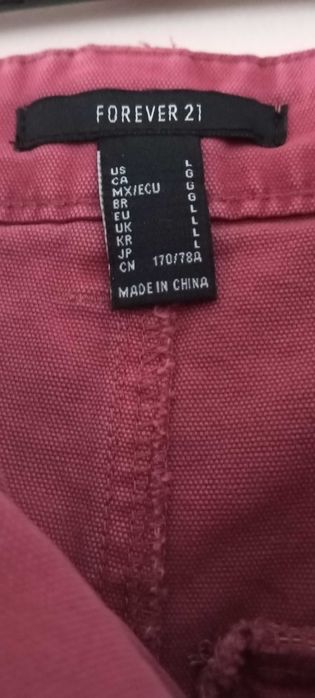 FOREVER 21
US L
CA G
MX/ECU G
BR G
EU L
UK L
KR L
JP L
CN 170/78A
MADE IN CHINA